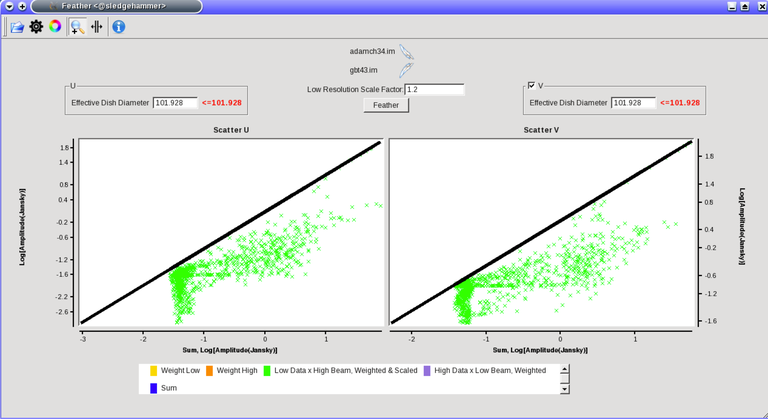 Feather <@sledgehammer>
adamch34.im
gbt43.im
U
Effective Dish Diameter 101.928 <=101.928
Low Resolution Scale Factor: 1.2
Feather
V
Effective Dish Diameter 101.928 <=101.928
Scatter U
Scatter V
Log[Amplitude(Jansky)]
1.8
1.4
0.8
0.4
-0.2
-0.6
-1.2
-1.6
-2.2
-2.6
-3 -2 -1 0 1
Sum, Log[Amplitude(Jansky)]
1.8
1.4
0.8
0.4
-0.2
-0.6
-1.2
-1.6
Log[Amplitude(Jansky)]
-2 -1 0 1
Sum, Log[Amplitude(Jansky)]
Weight Low Weight High Low Data x High Beam, Weighted & Scaled High Data x Low Beam, Weighted
Sum